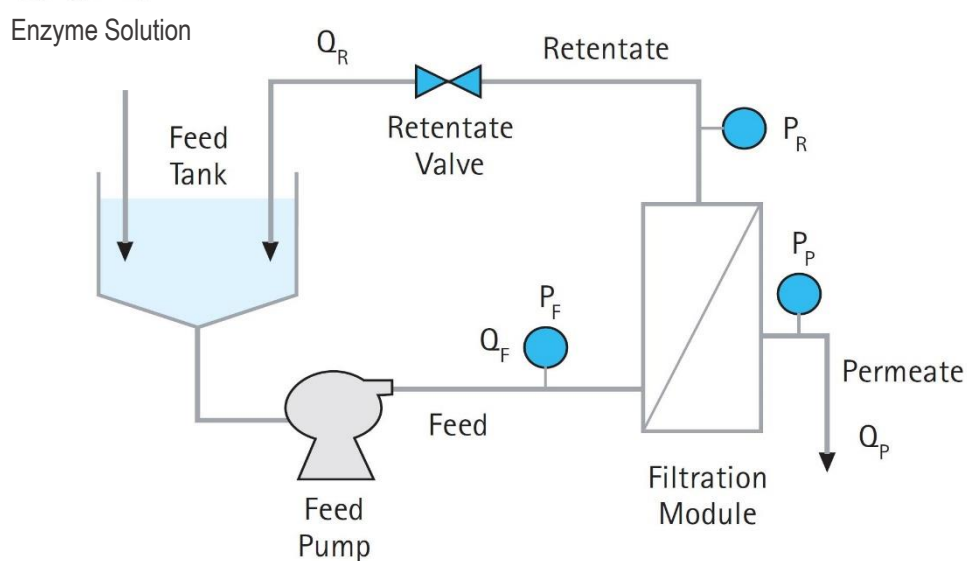 Enzyme Solution
Q_R
Retentate
Feed
Tank
Retentate
Valve
P_R
P_P
P_F
Q_F
Permeate
Feed
Q_P
Filtration
Module
Feed
Pump